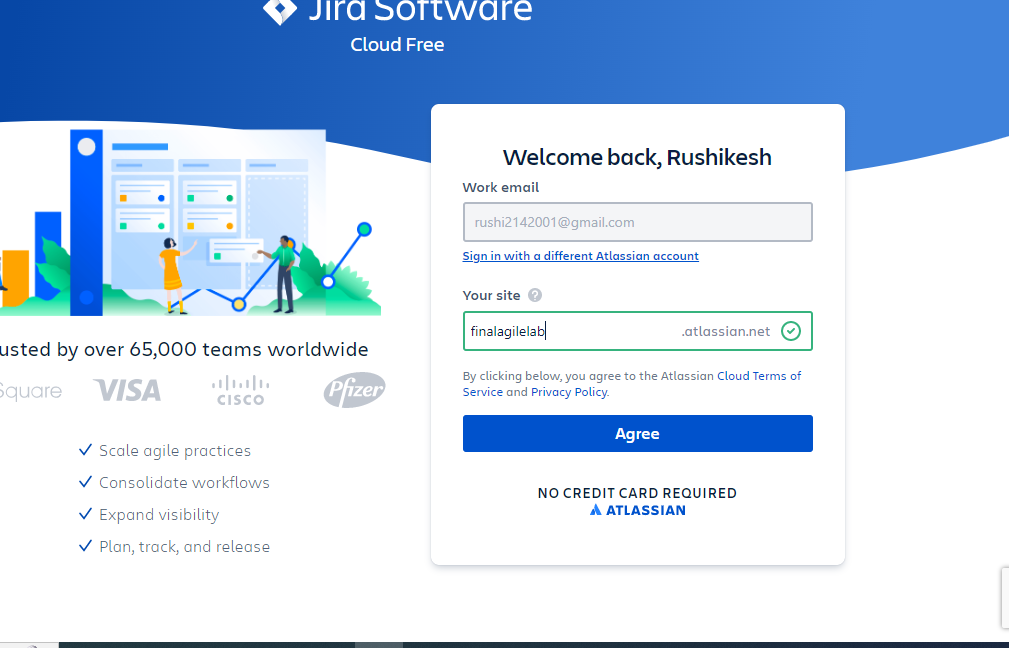 Jira Software
Cloud Free
Welcome back, Rushikesh
Work email
rushi2142001@gmail.com
Sign in with a different Atlassian account
Your site ?
finalagilelab .atlassian.net
By clicking below, you agree to the Atlassian Cloud Terms of
Service and Privacy Policy.
Agree
NO CREDIT CARD REQUIRED
ATLASSIAN
usted by over 65,000 teams worldwide
Square VISA CISCO Pfizer
Scale agile practices
Consolidate workflows
Expand visibility
Plan, track, and release